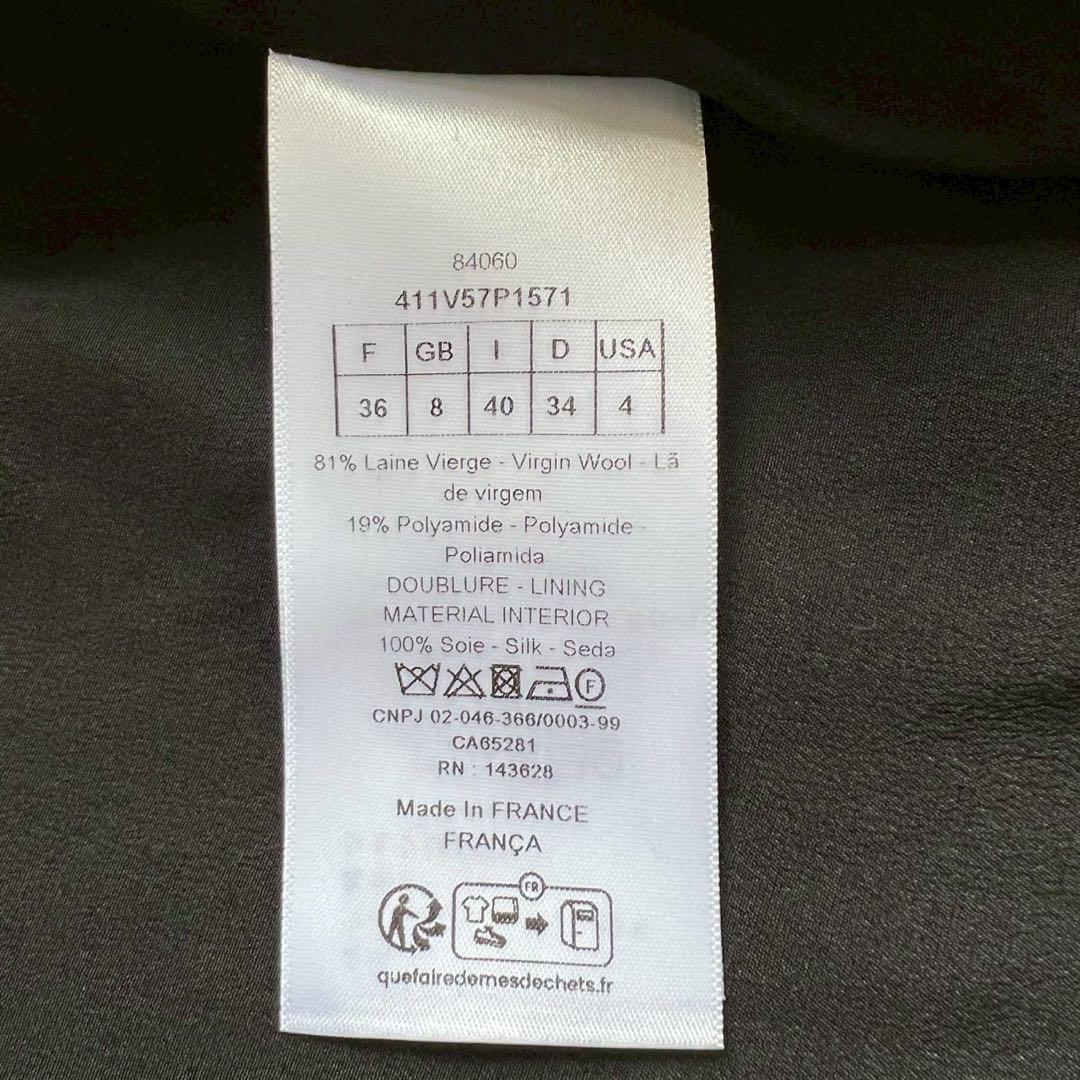 84060
411V57P1571
F GB I D USA
36 8 40 34 4
81% Laine Vierge - Virgin Wool - Lã
de virgem
19% Polyamide - Polyamide -
Poliamida
DOUBLURE - LINING
MATERIAL INTERIOR
100% Soie - Silk - Seda
F
CNPJ 02-046-366/0003-99
CA65281
RN : 143628
Made In FRANCE
FRANÇA
FR
quefairedemesdechets.fr